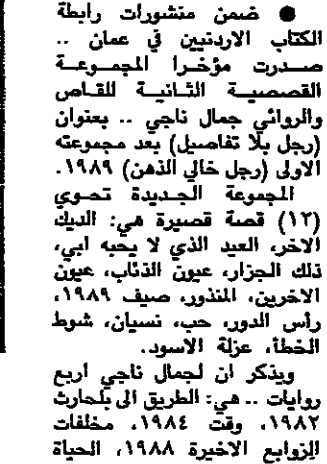 ● ضمن منشورات رابطة
الكتاب الاردنيين في عمان ..
صدرت مؤخرا المجموعة
القصصية الثانية للقاص
والروائي جمال ناجي .. بعنوان
(رجل بلا تفاصيل) بعد مجموعته
الاولى (رجل خالي الذهن) ١٩٨٩.
المجموعة الجديدة تحوي
(١٢) قصة قصيرة هي: الديك
الاخر، العيد الذي لا يحبه ابي،
ذلك الجزار، عيون الذئاب، عيون
الاخرين، المنذور، صيف ١٩٨٩،
رأس الدور، حب، نسيان، شوط
الخطأ، عزلة الاسود.
ويذكر ان لجمال ناجي اربع
روايات .. هي: الطريق الى بلحارث
١٩٨٢، وقت ١٩٨٤، مخلفات
الزوابع الاخيرة ١٩٨٨، الحياة